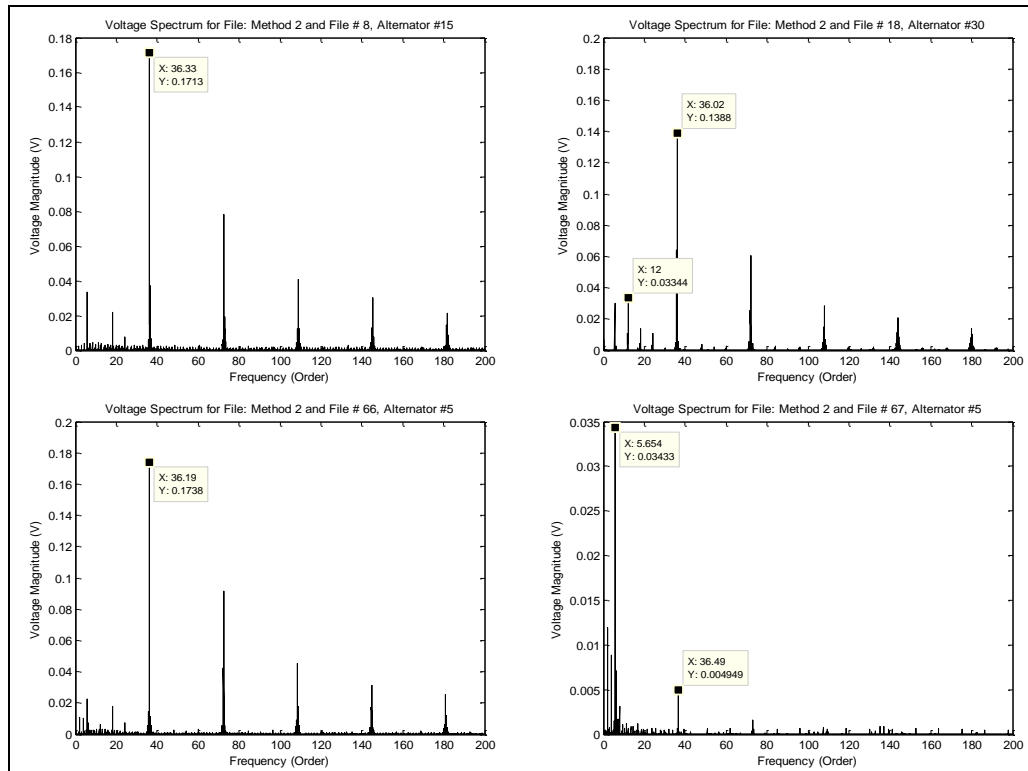 Voltage Spectrum for File: Method 2 and File # 8, Alternator #15
0.18
0.16
0.14
0.12
0.1
0.08
0.06
0.04
0.02
0
Voltage Magnitude (V)
X: 36.33
Y: 0.1713
0 20 40 60 80 100 120 140 160 180 200
Frequency (Order)
Voltage Spectrum for File: Method 2 and File # 18, Alternator #30
0.2
0.18
0.16
0.14
0.12
0.1
0.08
0.06
0.04
0.02
0
Voltage Magnitude (V)
X: 36.02
Y: 0.1388
X: 12
Y: 0.03344
0 20 40 60 80 100 120 140 160 180 200
Frequency (Order)
Voltage Spectrum for File: Method 2 and File # 66, Alternator #5
0.2
0.18
0.16
0.14
0.12
0.1
0.08
0.06
0.04
0.02
0
Voltage Magnitude (V)
X: 36.19
Y: 0.1738
0 20 40 60 80 100 120 140 160 180 200
Frequency (Order)
Voltage Spectrum for File: Method 2 and File # 67, Alternator #5
0.035
0.03
0.025
0.02
0.015
0.01
0.005
0
Voltage Magnitude (V)
X: 5.654
Y: 0.03433
X: 36.49
Y: 0.004949
0 20 40 60 80 100 120 140 160 180 200
Frequency (Order)